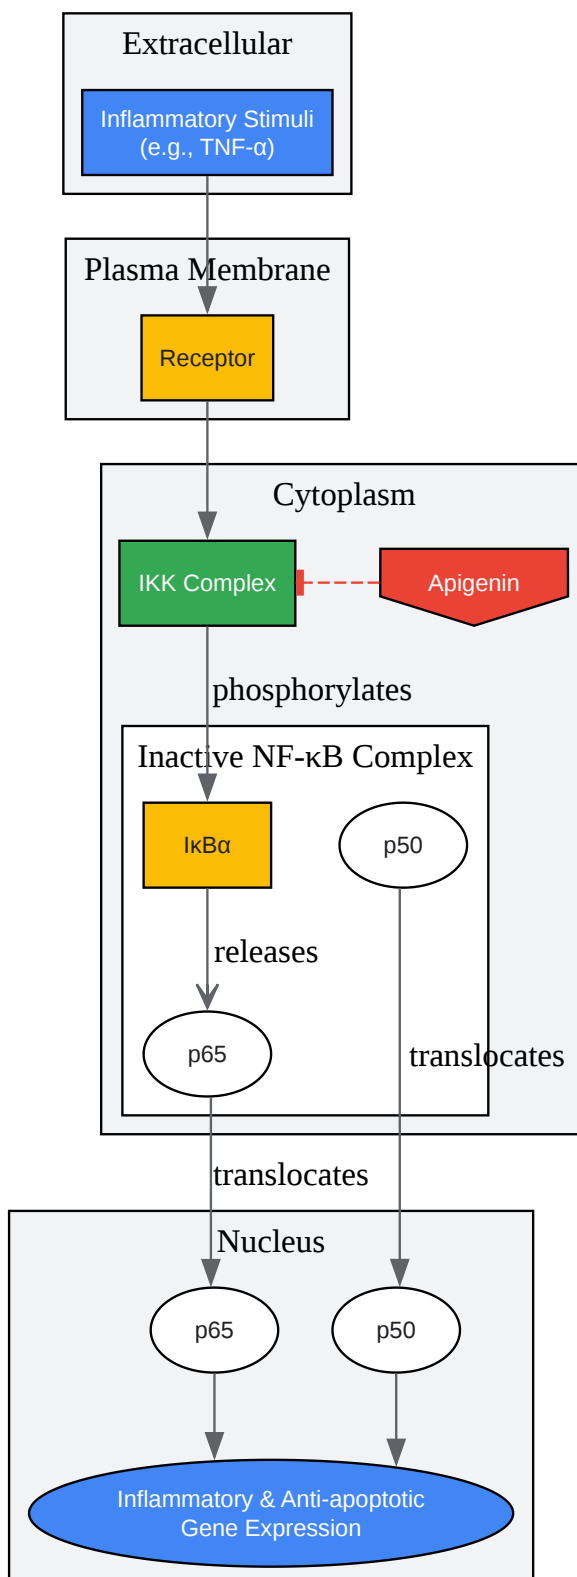 Extracellular
Inflammatory Stimuli
(e.g., TNF-α)
Plasma Membrane
Receptor
Cytoplasm
IKK Complex
Apigenin
phosphorylates
Inactive NF-κB Complex
IκBα
p50
releases
p65
translocates
translocates
Nucleus
p65
p50
Inflammatory & Anti-apoptotic
Gene Expression